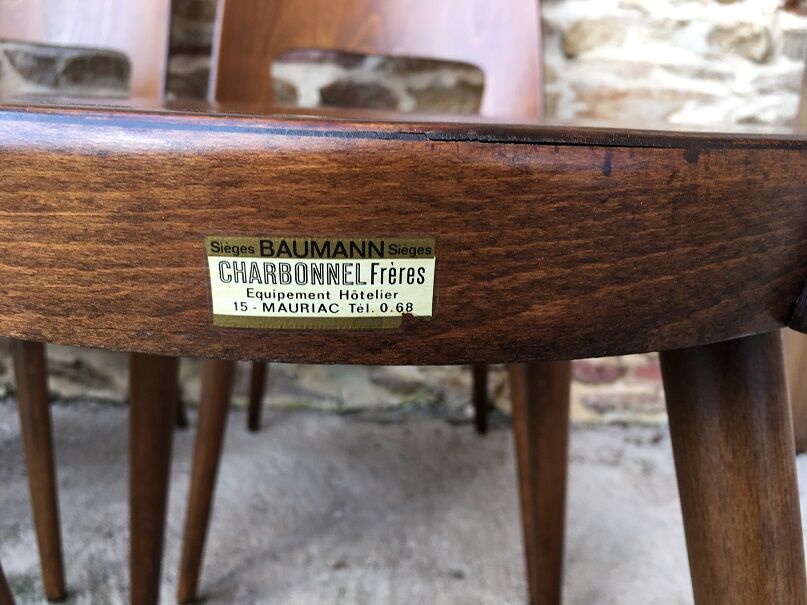 Sièges BAUMANN Sièges
CHARBONNEL Frères
Equipement Hôtelier
15 - MAURIAC Tél. 0.68